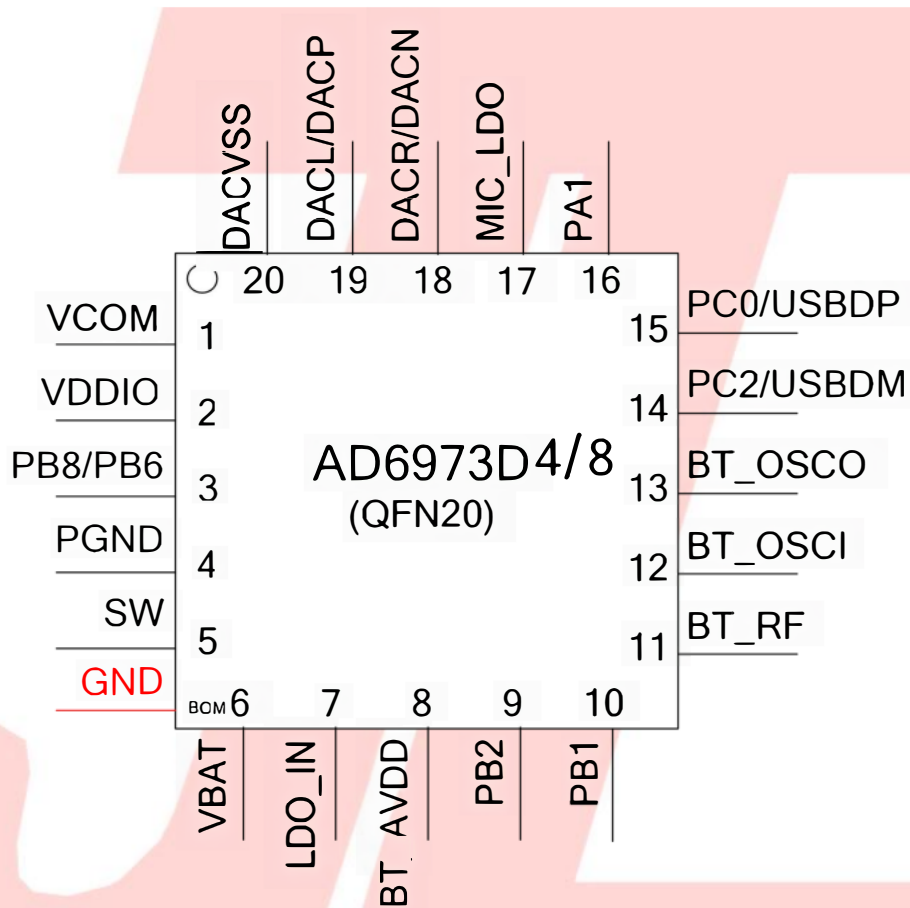 DACVSS
DACL/DACP
DACR/DACN
MIC_LDO
PA1
20 19 18 17 16
VCOM 1
VDDIO 2
PB8/PB6 3
PGND 4
SW 5
GND BOM
AD6973D4/8
(QFN20)
15 PC0/USBDP
14 PC2/USBDM
13 BT_OSCO
12 BT_OSCI
11 BT_RF
6 7 8 9 10
VBAT
LDO_IN
BT_AVDD
PB2
PB1